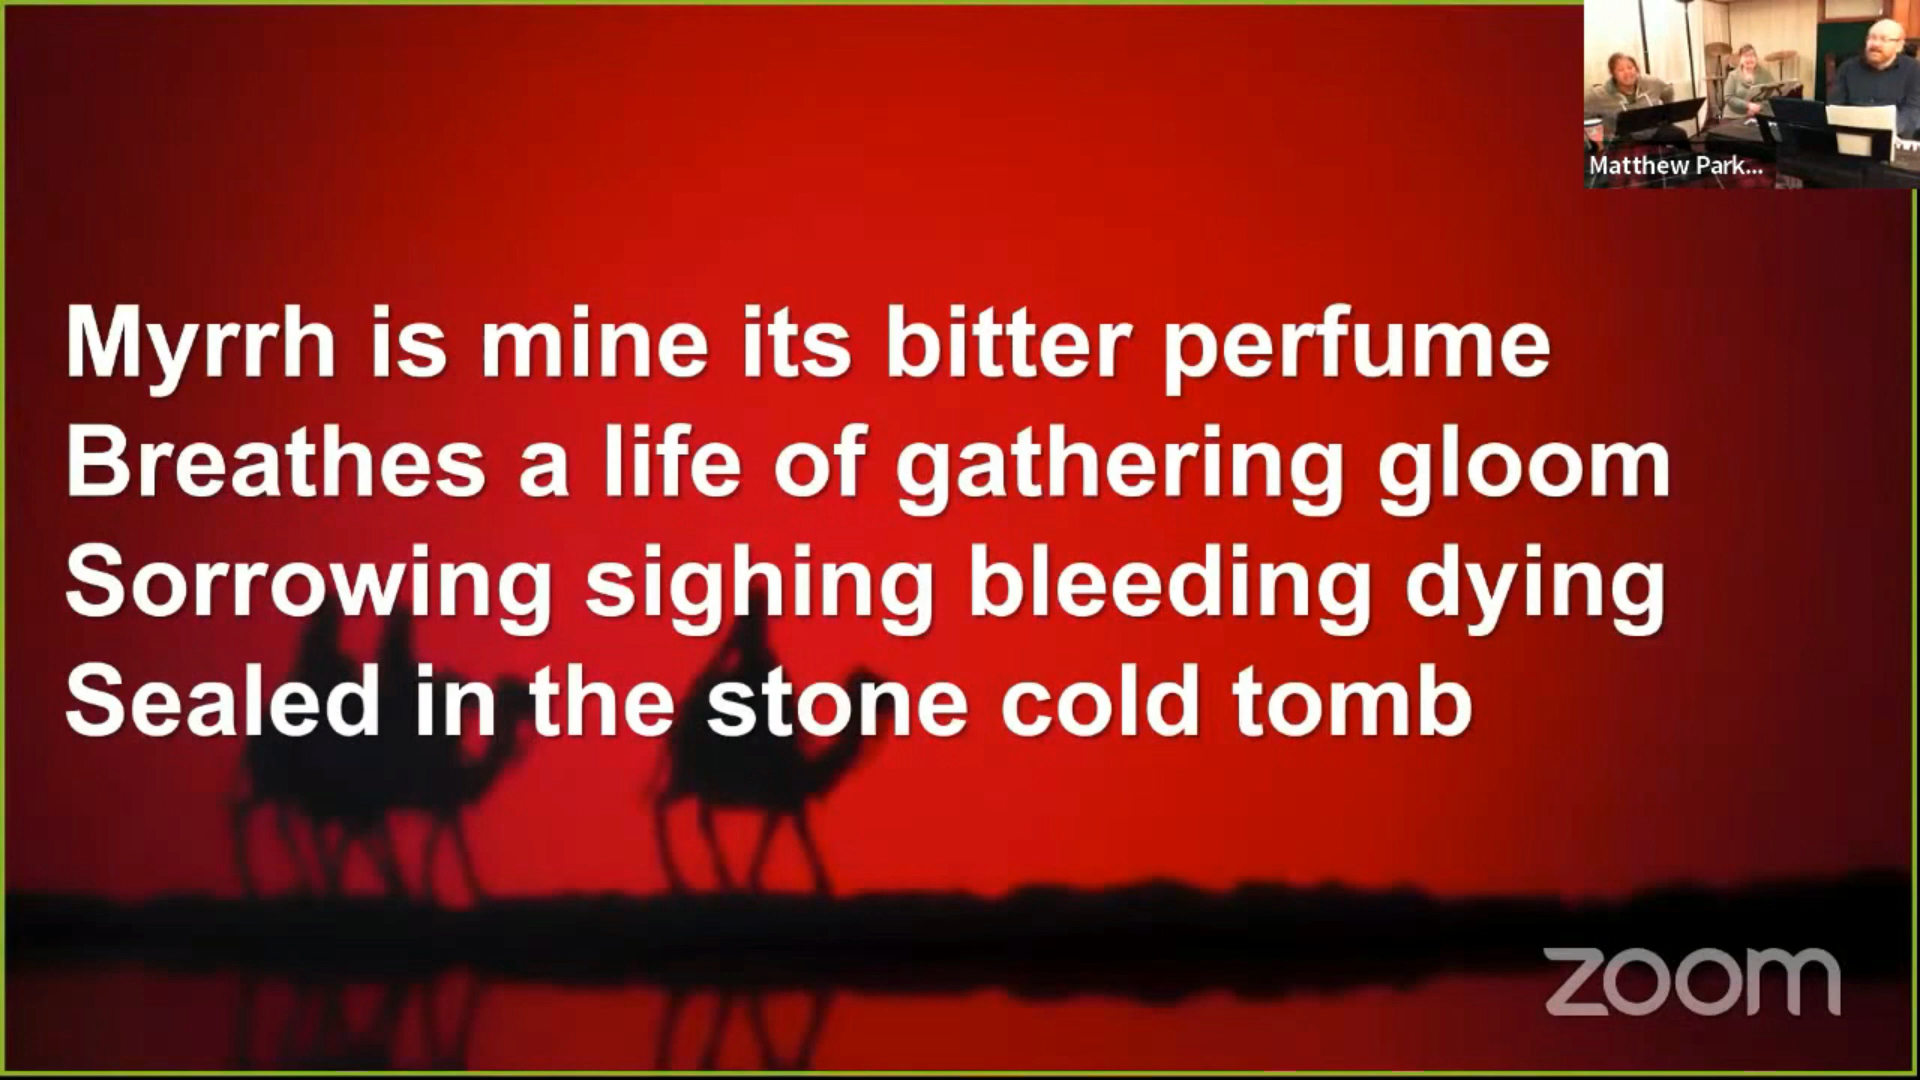 Matthew Park...
Myrrh is mine its bitter perfume
Breathes a life of gathering gloom
Sorrowing sighing bleeding dying
Sealed in the stone cold tomb
zoom